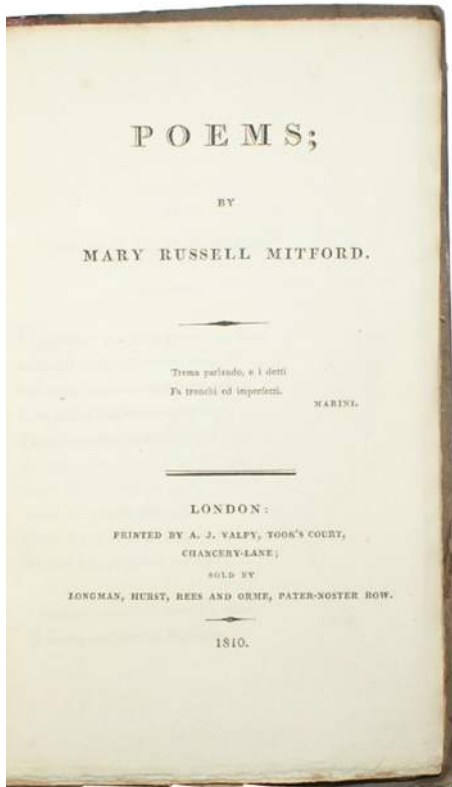 POEMS;
BY
MARY RUSSELL MITFORD.
Trema parlando, e i detti
Fa tronchi ed imperfetti.
MARINI.
LONDON:
PRINTED BY A. J. VALPY, TOOK'S COURT,
CHANCERY-LANE;
SOLD BY
LONGMAN, HURST, REES AND ORME, PATER-NOSTER ROW.
1810.